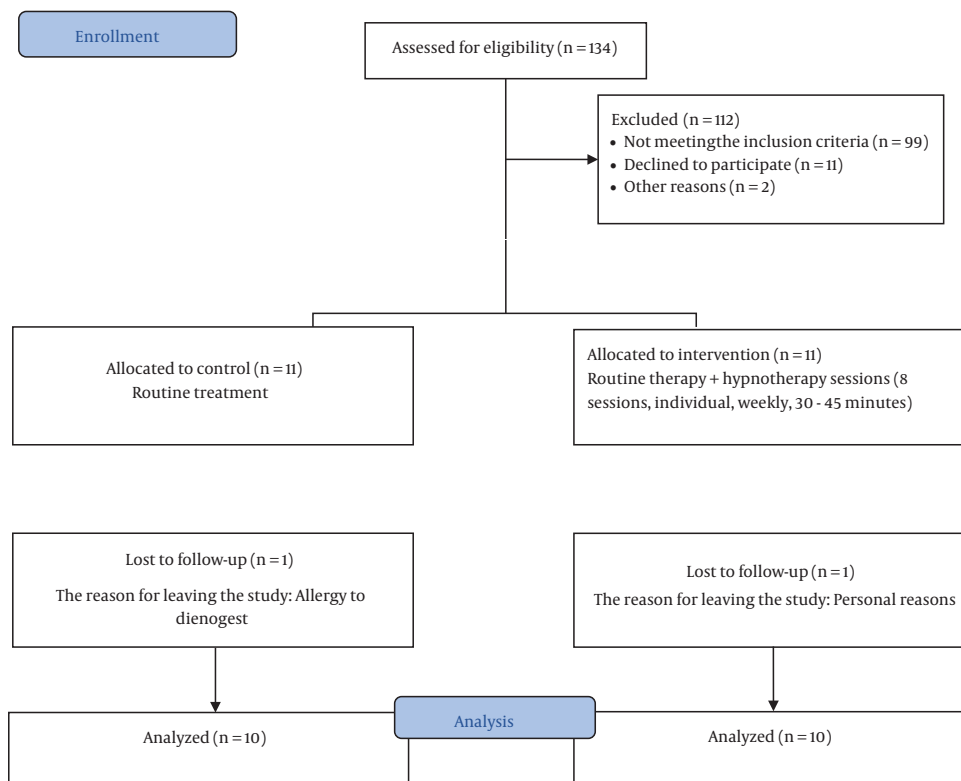 Enrollment
Assessed for eligibility (n = 134)
Excluded (n = 112)
• Not meetingthe inclusion criteria (n = 99)
• Declined to participate (n = 11)
• Other reasons (n = 2)
Allocated to control (n = 11)
Routine treatment
Allocated to intervention (n = 11)
Routine therapy + hypnotherapy sessions (8
sessions, individual, weekly, 30 - 45 minutes)
Lost to follow-up (n = 1)
The reason for leaving the study: Allergy to
dienogest
Lost to follow-up (n = 1)
The reason for leaving the study: Personal reasons
Analysis
Analyzed (n = 10)
Analyzed (n = 10)